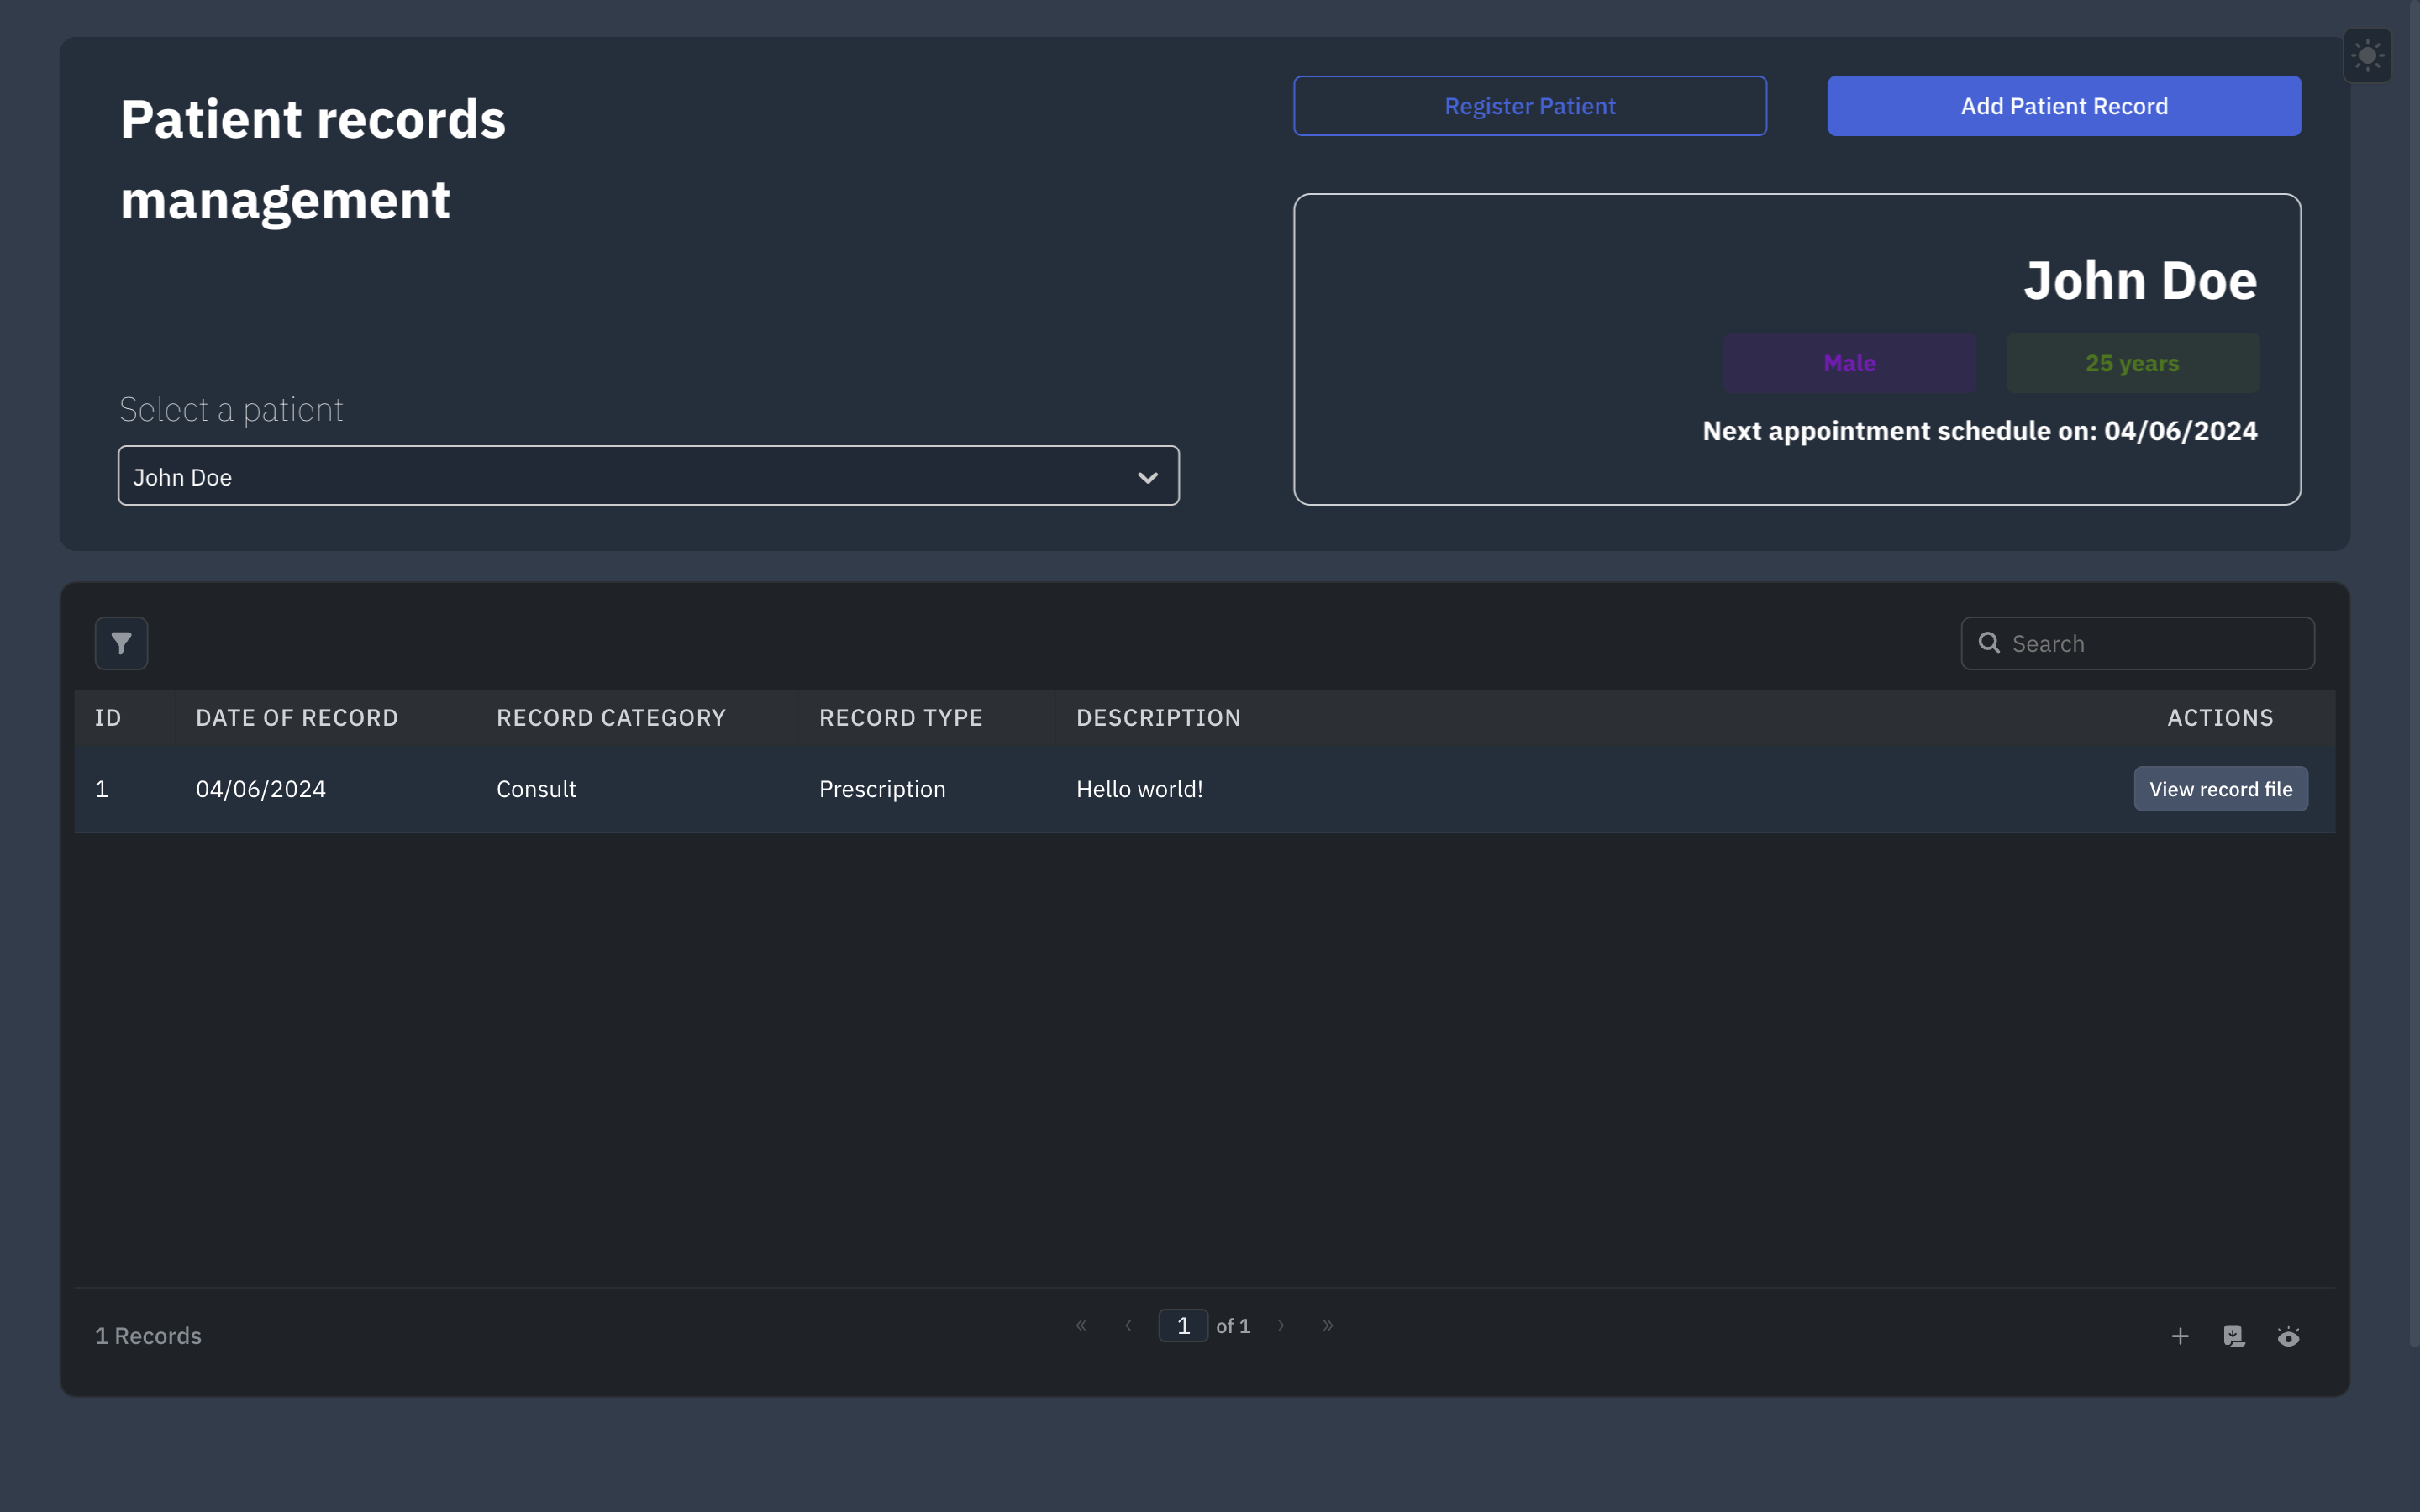 Patient records
management
Register Patient
Add Patient Record
John Doe
Male
25 years
Next appointment schedule on: 04/06/2024
Select a patient
John Doe
Search
ID DATE OF RECORD RECORD CATEGORY RECORD TYPE DESCRIPTION ACTIONS
1 04/06/2024 Consult Prescription Hello world! View record file
1 Records
« ‹ 1 of 1 › »